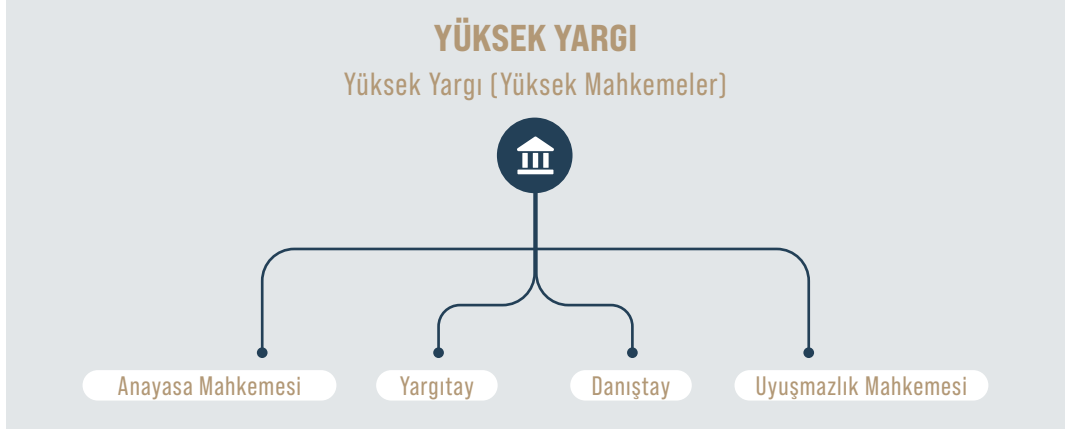 YÜKSEK YARGI
Yüksek Yargı (Yüksek Mahkemeler)
Anayasa Mahkemesi
Yargıtay
Danıştay
Uyuşmazlık Mahkemesi